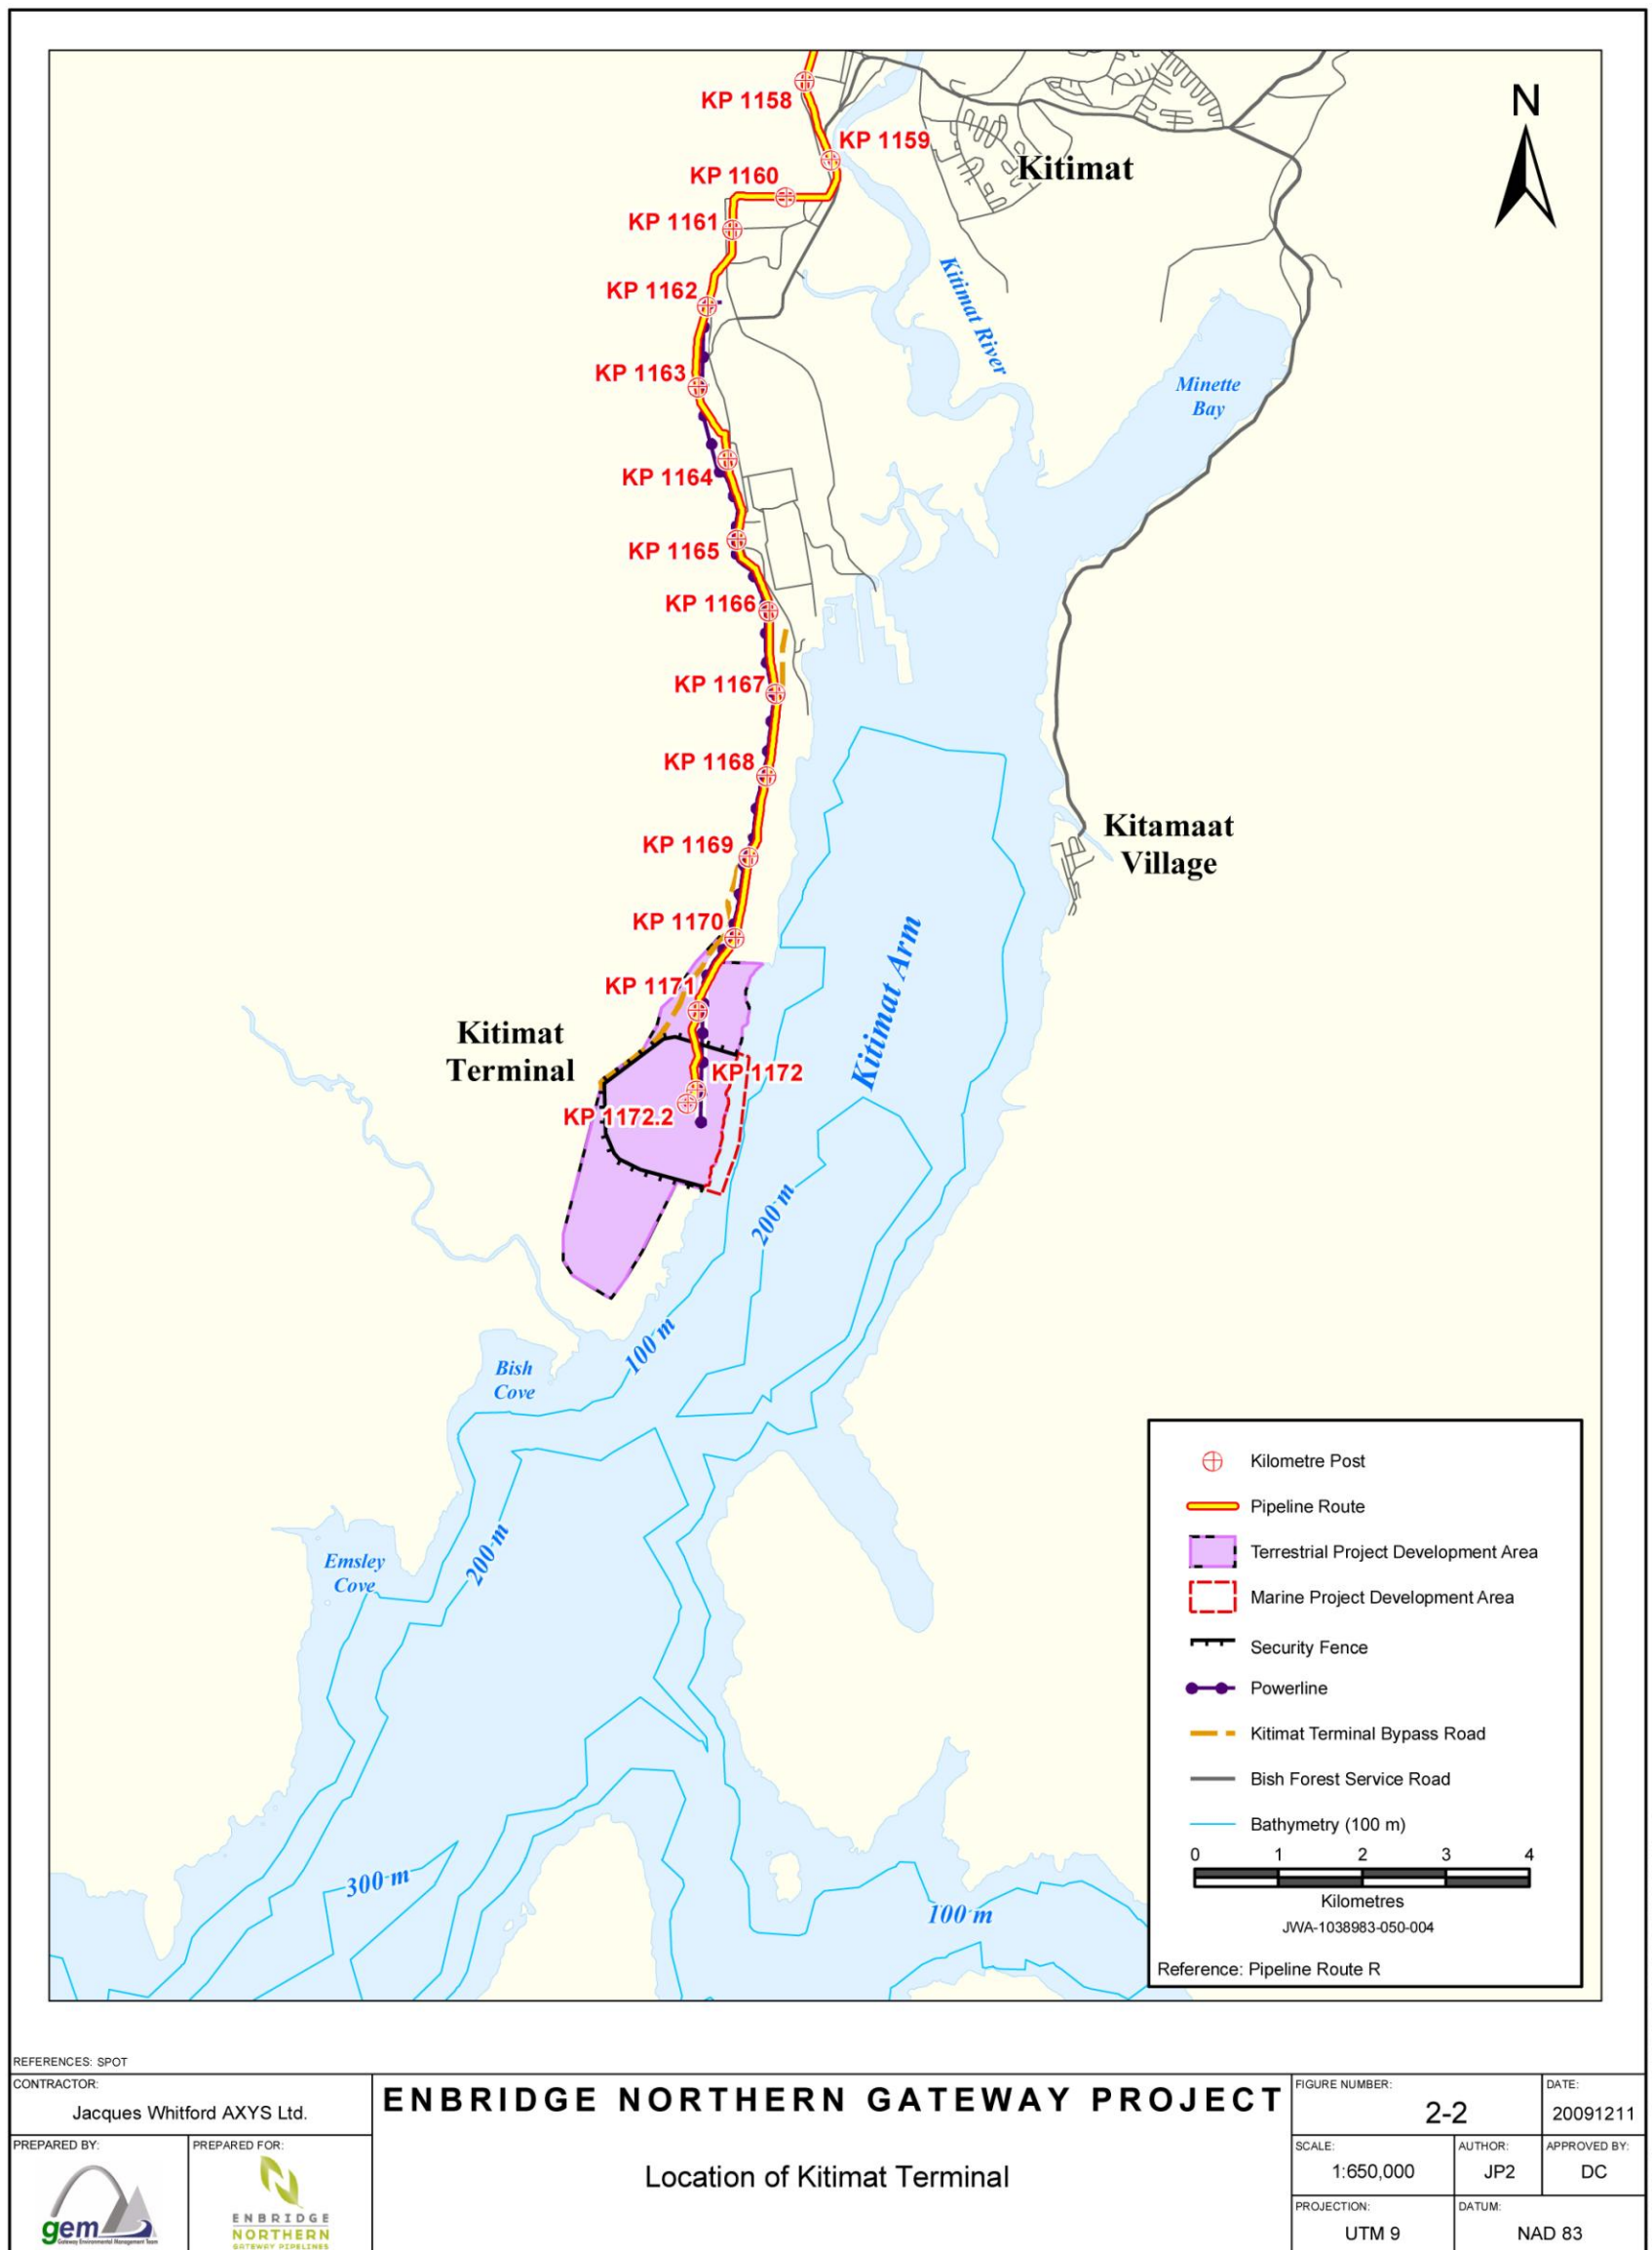 N
KP 1158
KP 1159
Kitimat
KP 1160
KP 1161
Kitimat River
KP 1162
KP 1163
Minette
Bay
KP 1164
KP 1165
KP 1166
KP 1167
KP 1168
Kitamaat
Village
KP 1169
KP 1170
Kitimat Arm
KP 1171
Kitimat
Terminal
KP 1172
KP 1172.2
200 m
100 m
Bish
Cove
200 m
Emsley
Cove
300 m
100 m
Kilometre Post
Pipeline Route
Terrestrial Project Development Area
Marine Project Development Area
Security Fence
Powerline
Kitimat Terminal Bypass Road
Bish Forest Service Road
Bathymetry (100 m)
0 1 2 3 4
Kilometres
JWA-1038983-050-004
Reference: Pipeline Route R
REFERENCES: SPOT
CONTRACTOR:
Jacques Whitford AXYS Ltd.
PREPARED BY:
gem
Gateway Environmental Management Team
PREPARED FOR:
ENBRIDGE
NORTHERN
GATEWAY PIPELINES
ENBRIDGE NORTHERN GATEWAY PROJECT
Location of Kitimat Terminal
FIGURE NUMBER:
2-2
DATE:
20091211
SCALE:
1:650,000
AUTHOR:
JP2
APPROVED BY:
DC
PROJECTION:
UTM 9
DATUM:
NAD 83